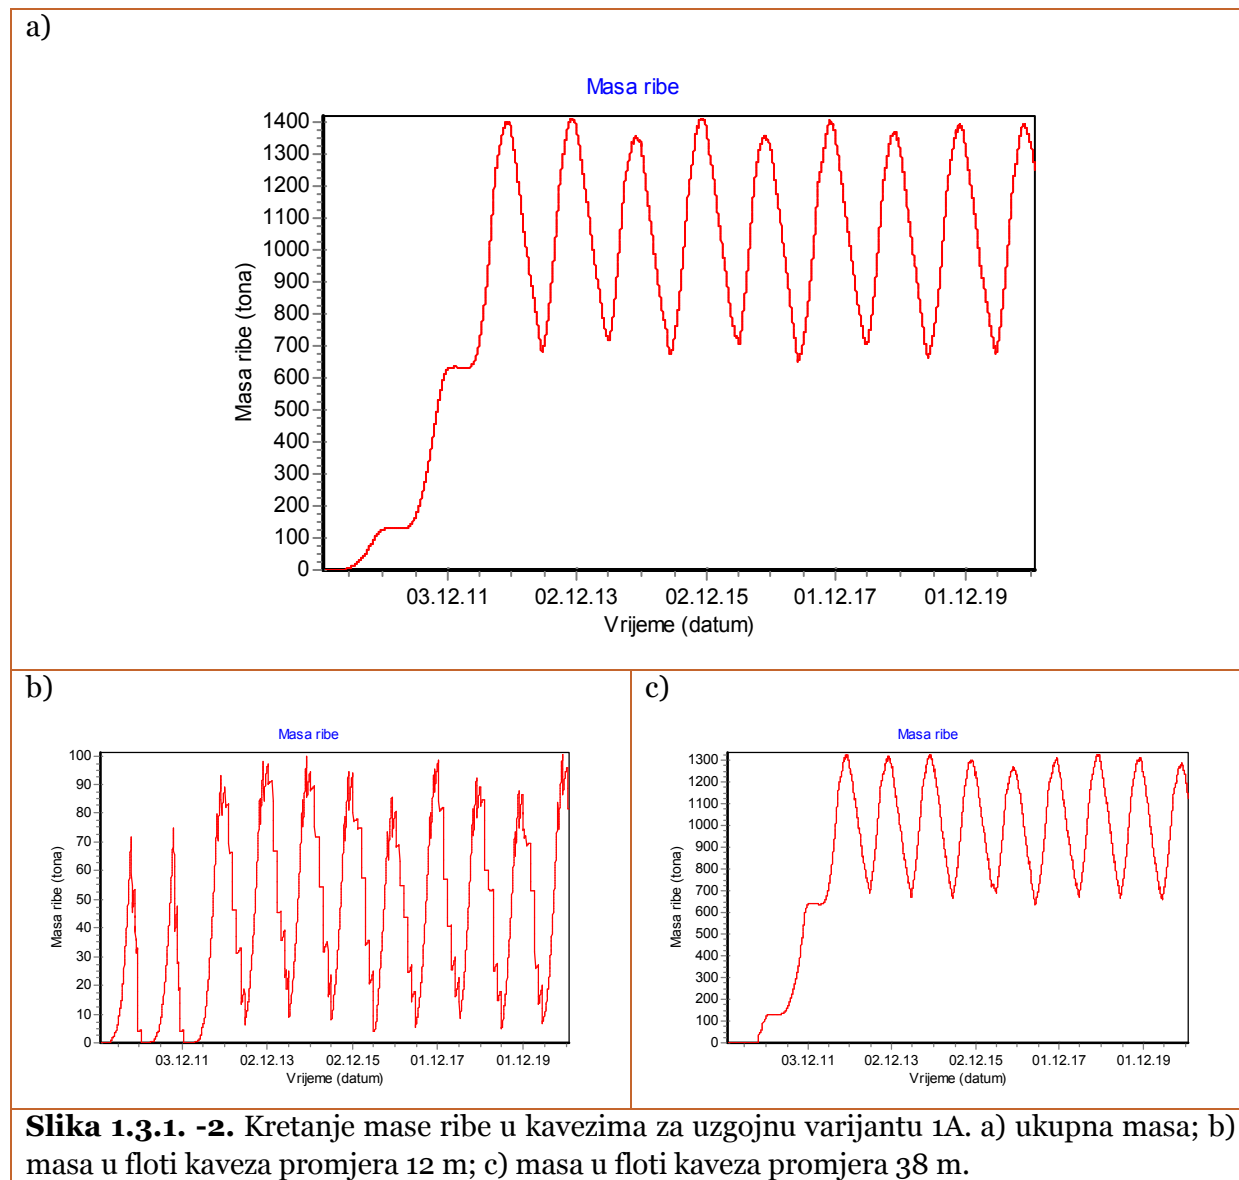 a)
Masa ribe
1400
1300
1200
1100
1000
900
800
700
600
500
400
300
200
100
0
Masa ribe (tona)
03.12.11 02.12.13 02.12.15 01.12.17 01.12.19
Vrijeme (datum)
b)
Masa ribe
100
90
80
70
60
50
40
30
20
10
0
Masa ribe (tona)
03.12.11 02.12.13 02.12.15 01.12.17 01.12.19
Vrijeme (datum)
c)
Masa ribe
1300
1200
1100
1000
900
800
700
600
500
400
300
200
100
0
Masa ribe (tona)
03.12.11 02.12.13 02.12.15 01.12.17 01.12.19
Vrijeme (datum)
Slika 1.3.1. -2. Kretanje mase ribe u kavezima za uzgojnu varijantu 1A. a) ukupna masa; b)
masa u floti kaveza promjera 12 m; c) masa u floti kaveza promjera 38 m.